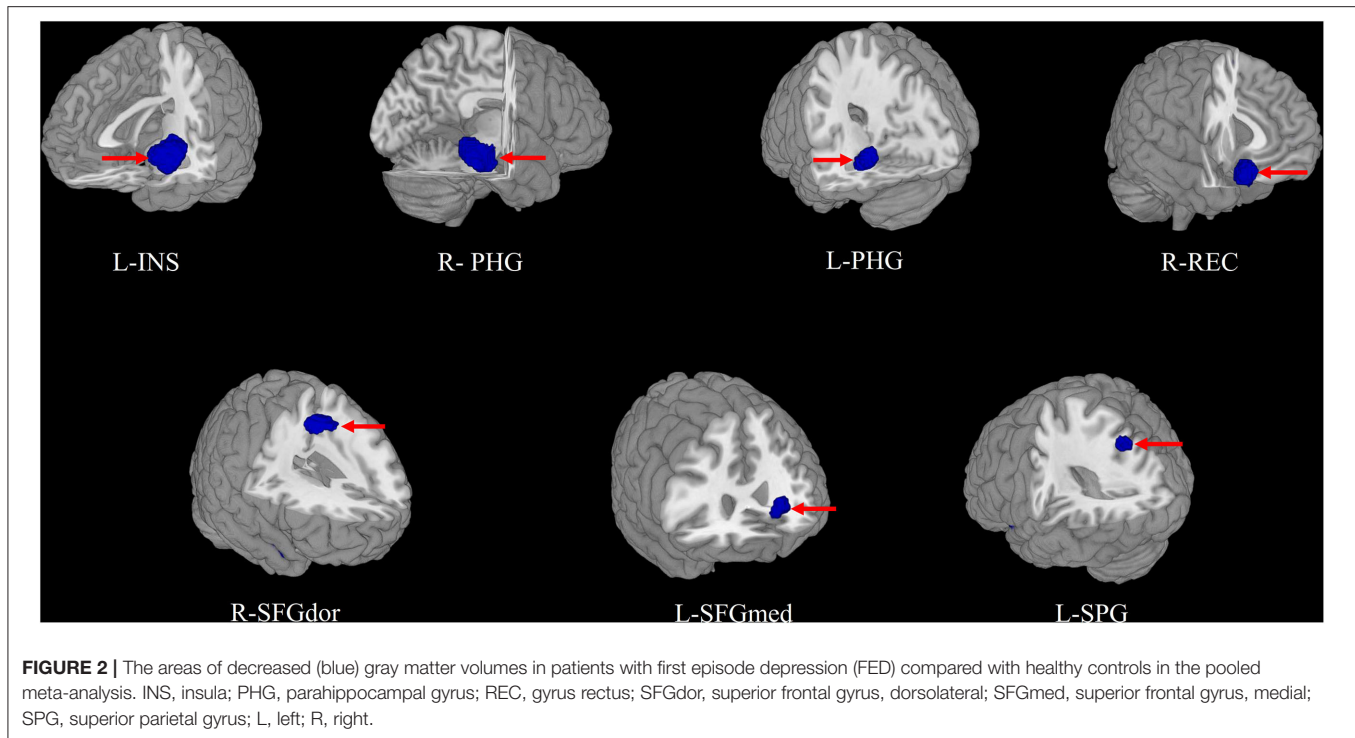 L-INS
R- PHG
L-PHG
R-REC
R-SFGdor
L-SFGmed
L-SPG
FIGURE 2 | The areas of decreased (blue) gray matter volumes in patients with first episode depression (FED) compared with healthy controls in the pooled
meta-analysis. INS, insula; PHG, parahippocampal gyrus; REC, gyrus rectus; SFGdor, superior frontal gyrus, dorsolateral; SFGmed, superior frontal gyrus, medial;
SPG, superior parietal gyrus; L, left; R, right.